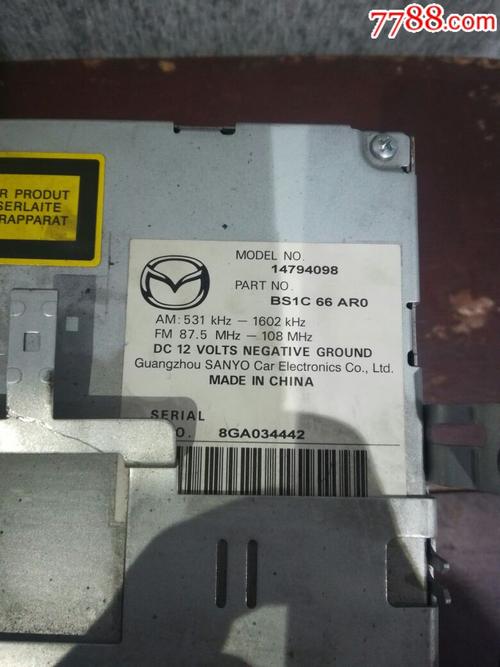 7788.com
R PRODUT
SERLAITE
RAPPARAT
MODEL NO.
14794098
PART NO.
BS1C 66 AR0
AM: 531 kHz – 1602 kHz
FM 87.5 MHz – 108 MHz
DC 12 VOLTS NEGATIVE GROUND
Guangzhou SANYO Car Electronics Co., Ltd.
MADE IN CHINA
SERIAL
O. 8GA034442